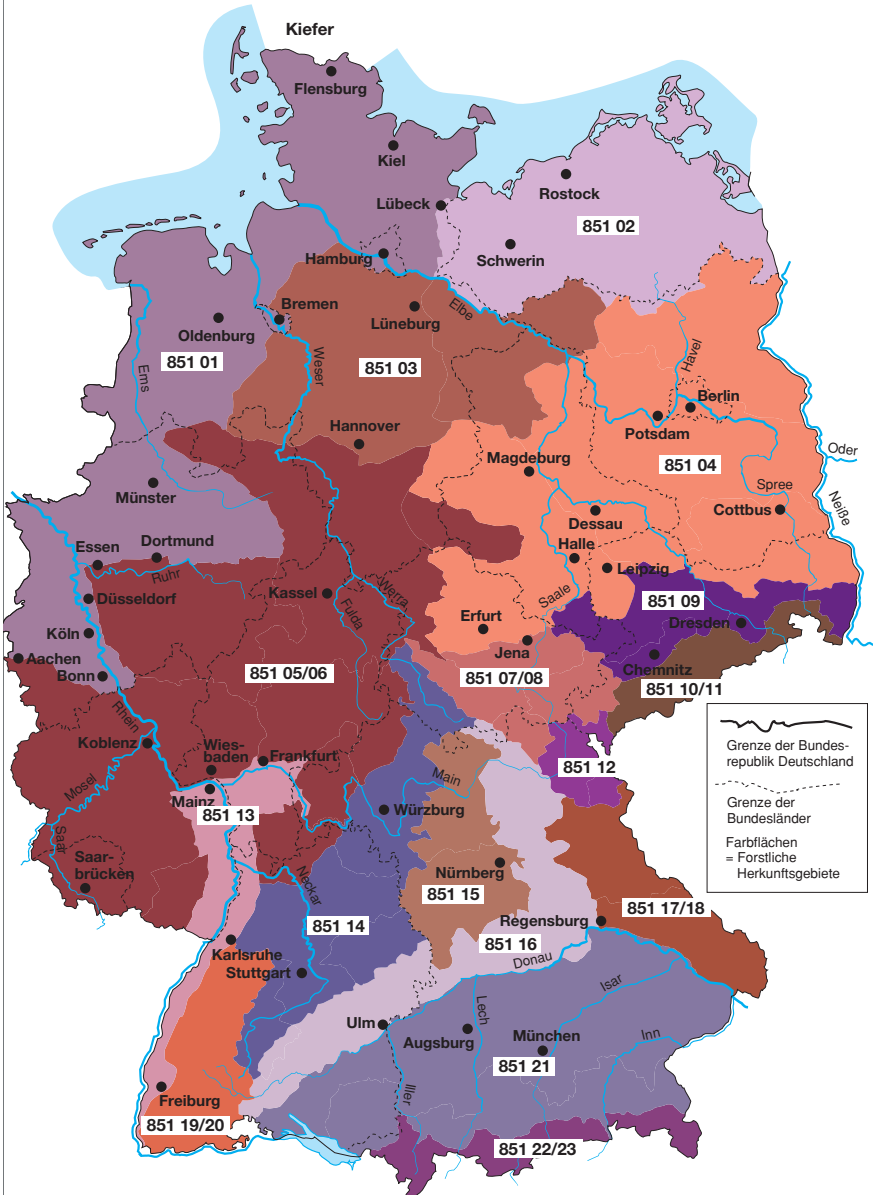 Kiefer
Flensburg
Kiel
Lübeck
Rostock
851 02
Schwerin
Hamburg
Bremen
Lüneburg
Elbe
Oldenburg
851 01
Ems
Weser
851 03
Havel
Berlin
Potsdam
Hannover
Magdeburg
851 04
Oder
Spree
Neiße
Münster
Cottbus
Dessau
Halle
Essen
Dortmund
Ruhr
Leipzig
Düsseldorf
Kassel
Werra
Fulda
Saale
851 09
Dresden
Erfurt
Köln
Jena
Chemnitz
Aachen
Bonn
851 05/06
851 07/08
851 10/11
Rhein
Koblenz
Wies-
baden
Frankfurt
851 12
Mosel
Main
Mainz
851 13
Würzburg
Saar
Saar-
brücken
Neckar
Nürnberg
851 15
Regensburg
851 17/18
851 14
851 16
Karlsruhe
Stuttgart
Donau
Isar
Ulm
Lech
Augsburg
München
Inn
851 21
Iller
Freiburg
851 19/20
851 22/23
Grenze der Bundes-
republik Deutschland
Grenze der
Bundesländer
Farbflächen
= Forstliche
Herkunftsgebiete